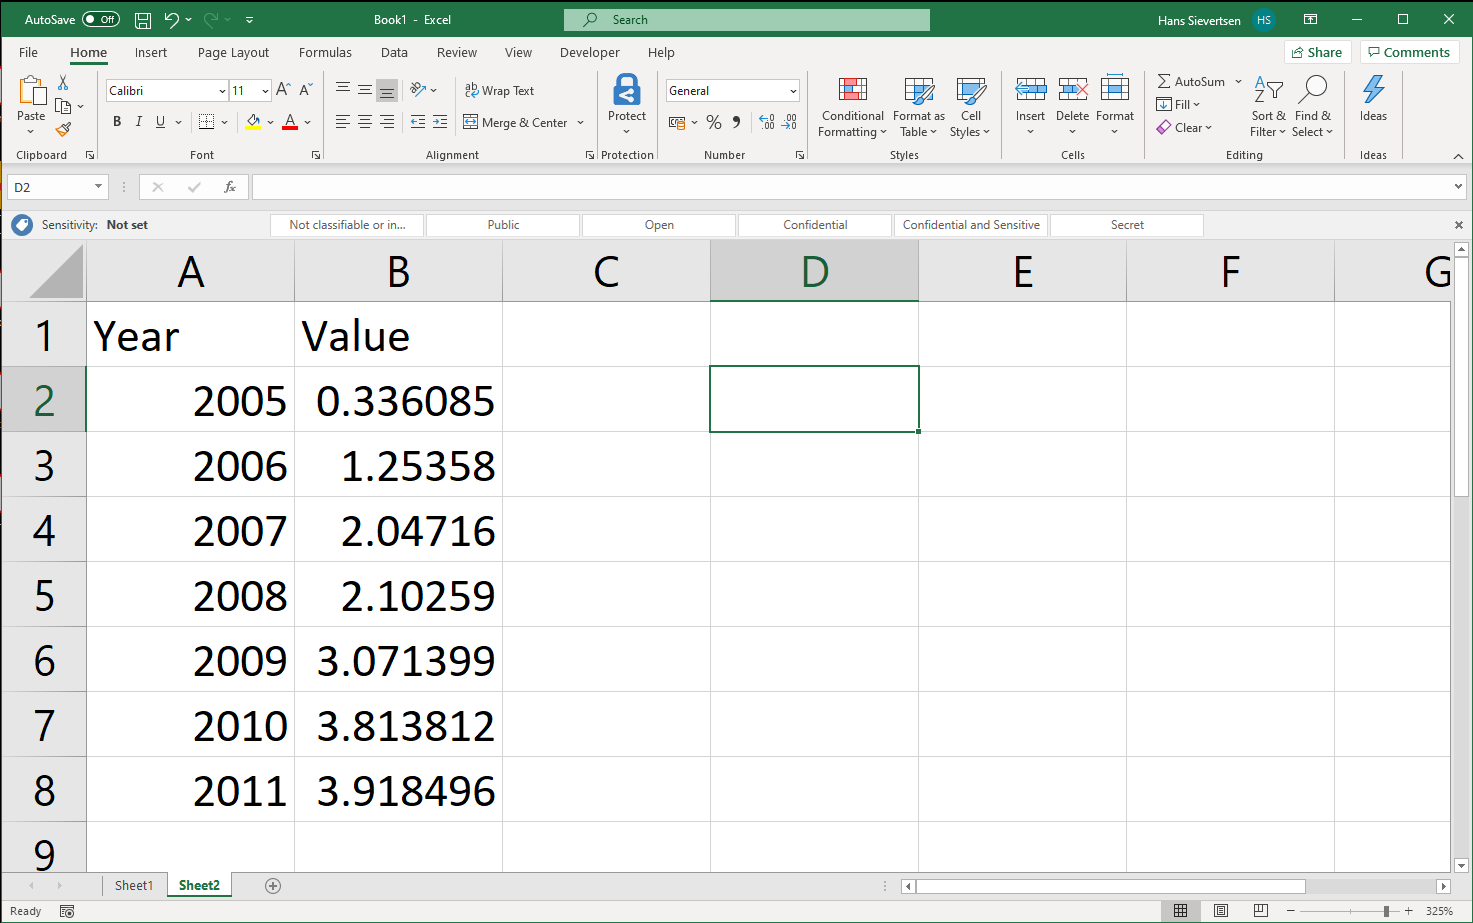 AutoSave Off Book1 - Excel Search Hans Sievertsen HS
File Home Insert Page Layout Formulas Data Review View Developer Help Share Comments
Paste
Clipboard
Calibri 11
B I U A
Font
ab Wrap Text
Merge & Center
Alignment
Protect
Protection
General
% 9 .00
Number
Conditional Formatting
Format as Table
Cell Styles
Styles
Insert Delete Format
Cells
AutoSum
Fill
Clear
Sort & Filter
Find & Select
Editing
Ideas
Ideas
D2 fx
Sensitivity: Not set Not classifiable or in... Public Open Confidential Confidential and Sensitive Secret
A B C D E F G
1 Year Value
2 2005 0.336085
3 2006 1.25358
4 2007 2.04716
5 2008 2.10259
6 2009 3.071399
7 2010 3.813812
8 2011 3.918496
9
Sheet1 Sheet2
Ready 325%